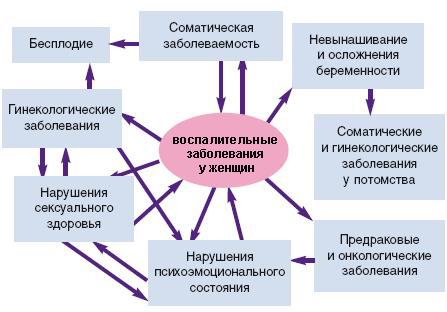 Бесплодие
Соматическая
заболеваемость
Невынашивание
и осложнения
беременности
Гинекологические
заболевания
воспалительные
заболевания
у женщин
Соматические
и гинекологические
заболевания
у потомства
Нарушения
сексуального
здоровья
Нарушения
психоэмоционального
состояния
Предраковые
и онкологические
заболевания